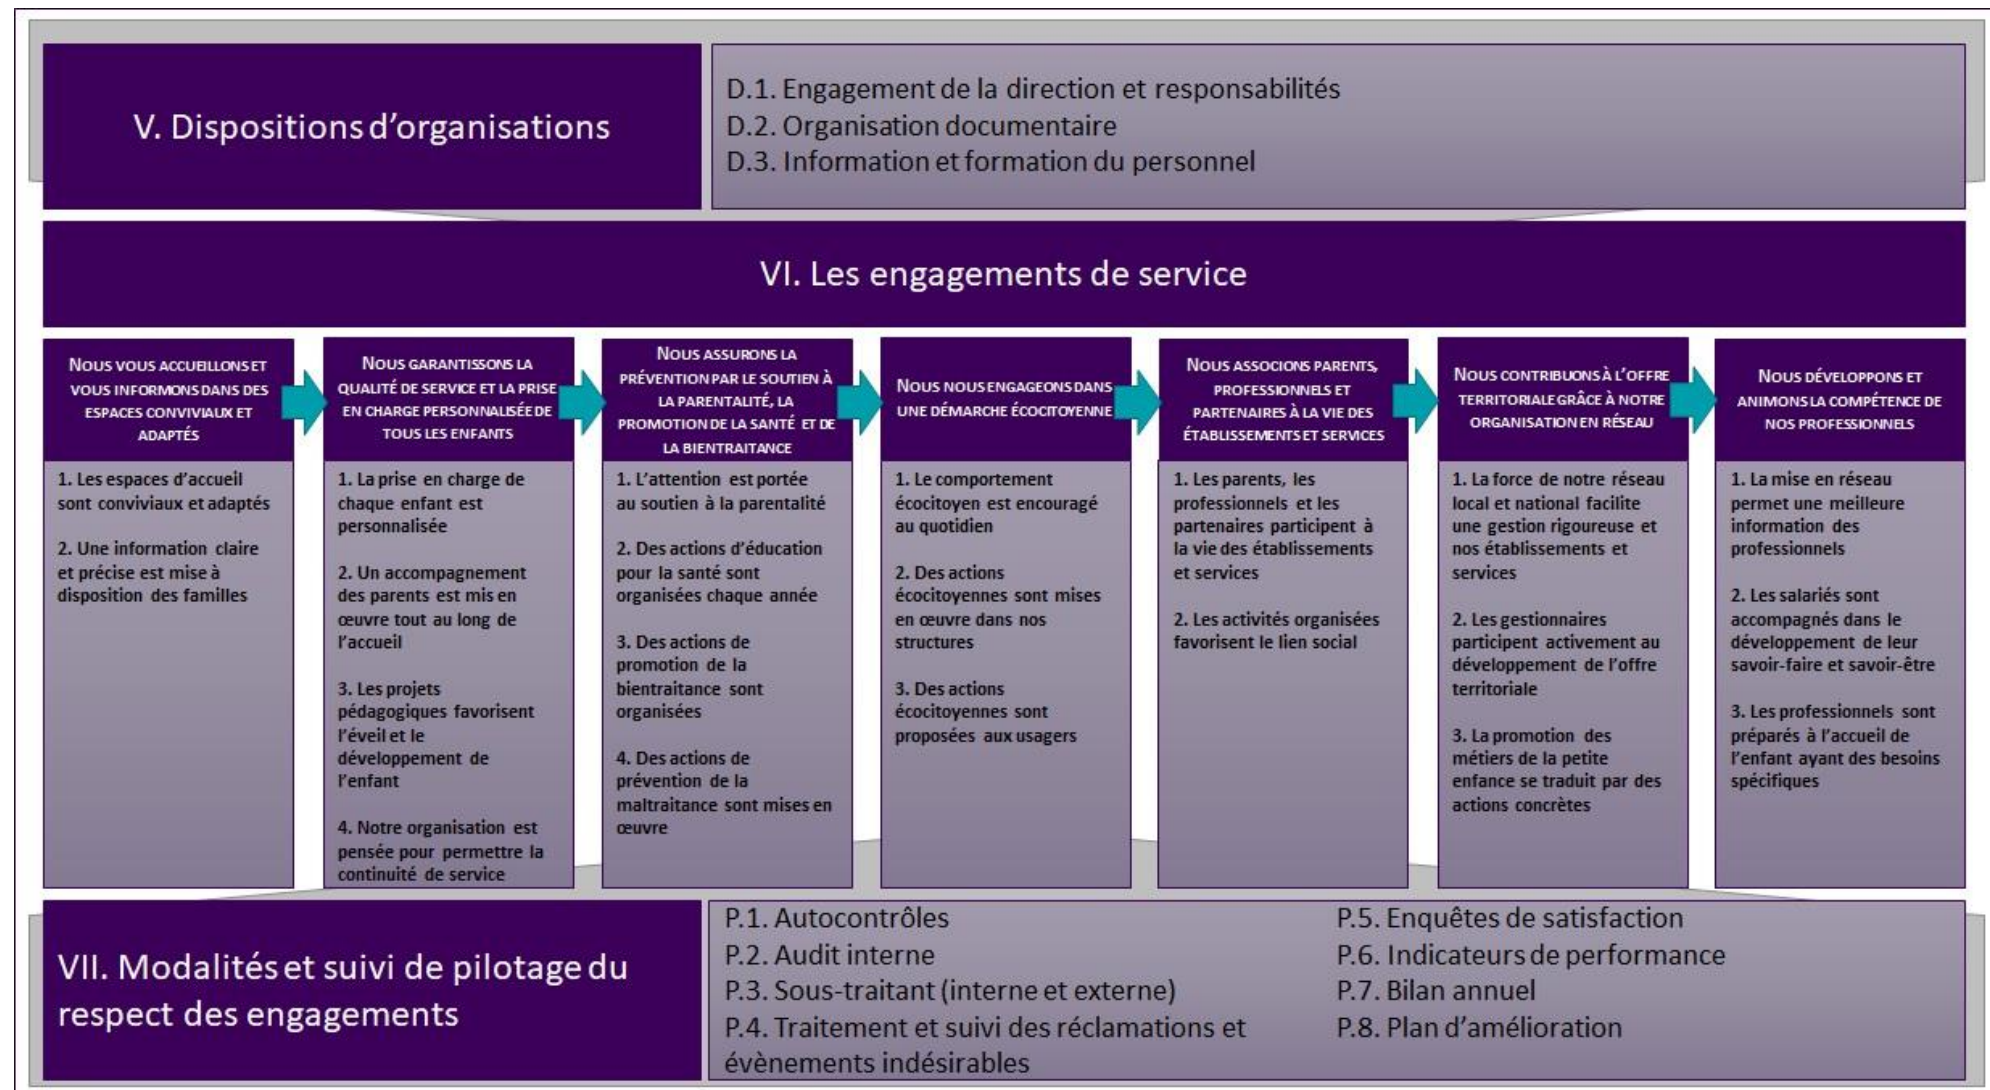 V. Dispositions d'organisations
D.1. Engagement de la direction et responsabilités
D.2. Organisation documentaire
D.3. Information et formation du personnel
VI. Les engagements de service
NOUS VOUS ACCUEILLONS ET
VOUS INFORMONS DANS DES
ESPACES CONVIVIAUX ET
ADAPTÉS
1. Les espaces d'accueil
sont conviviaux et adaptés
2. Une information claire
et précise est mise à
disposition des familles
NOUS GARANTISSONS LA
QUALITÉ DE SERVICE ET LA PRISE
EN CHARGE PERSONNALISÉE DE
TOUS LES ENFANTS
1. La prise en charge de
chaque enfant est
personnalisée
2. Un accompagnement
des parents est mis en
œuvre tout au long de
l'accueil
3. Les projets
pédagogiques favorisent
l'éveil et le
développement de
l'enfant
4. Notre organisation est
pensée pour permettre la
continuité de service
NOUS ASSURONS LA
PRÉVENTION PAR LE SOUTIEN À
LA PARENTALITÉ, LA
PROMOTION DE LA SANTÉ ET DE
LA BIENTRAITANCE
1. L'attention est portée
au soutien à la parentalité
2. Des actions d'éducation
pour la santé sont
organisées chaque année
3. Des actions de
promotion de la
bientraitance sont
organisées
4. Des actions de
prévention de la
maltraitance sont mises en
œuvre
NOUS NOUS ENGAGEONS DANS
UNE DÉMARCHE ÉCOCITOYENNE
1. Le comportement
écocitoyen est encouragé
au quotidien
2. Des actions
écocitoyennes sont mises
en œuvre dans nos
structures
3. Des actions
écocitoyennes sont
proposées aux usagers
NOUS ASSOCIONS PARENTS,
PROFESSIONNELS ET
PARTENAIRES À LA VIE DES
ÉTABLISSEMENTS ET SERVICES
1. Les parents, les
professionnels et les
partenaires participent à
la vie des établissements
et services
2. Les activités organisées
favorisent le lien social
NOUS CONTRIBUONS À L'OFFRE
TERRITORIALE GRÂCE À NOTRE
ORGANISATION EN RÉSEAU
1. La force de notre réseau
local et national facilite
une gestion rigoureuse et
nos établissements et
services
2. Les gestionnaires
participent activement au
développement de l'offre
territoriale
3. La promotion des
métiers de la petite
enfance se traduit par des
actions concrètes
NOUS DÉVELOPPONS ET
ANIMONS LA COMPÉTENCE DE
NOS PROFESSIONNELS
1. La mise en réseau
permet une meilleure
information des
professionnels
2. Les salariés sont
accompagnés dans le
développement de leur
savoir-faire et savoir-être
3. Les professionnels sont
préparés à l'accueil de
l'enfant ayant des besoins
spécifiques
VII. Modalités et suivi de pilotage du
respect des engagements
P.1. Autocontrôles
P.2. Audit interne
P.3. Sous-traitant (interne et externe)
P.4. Traitement et suivi des réclamations et
évènements indésirables
P.5. Enquêtes de satisfaction
P.6. Indicateurs de performance
P.7. Bilan annuel
P.8. Plan d'amélioration